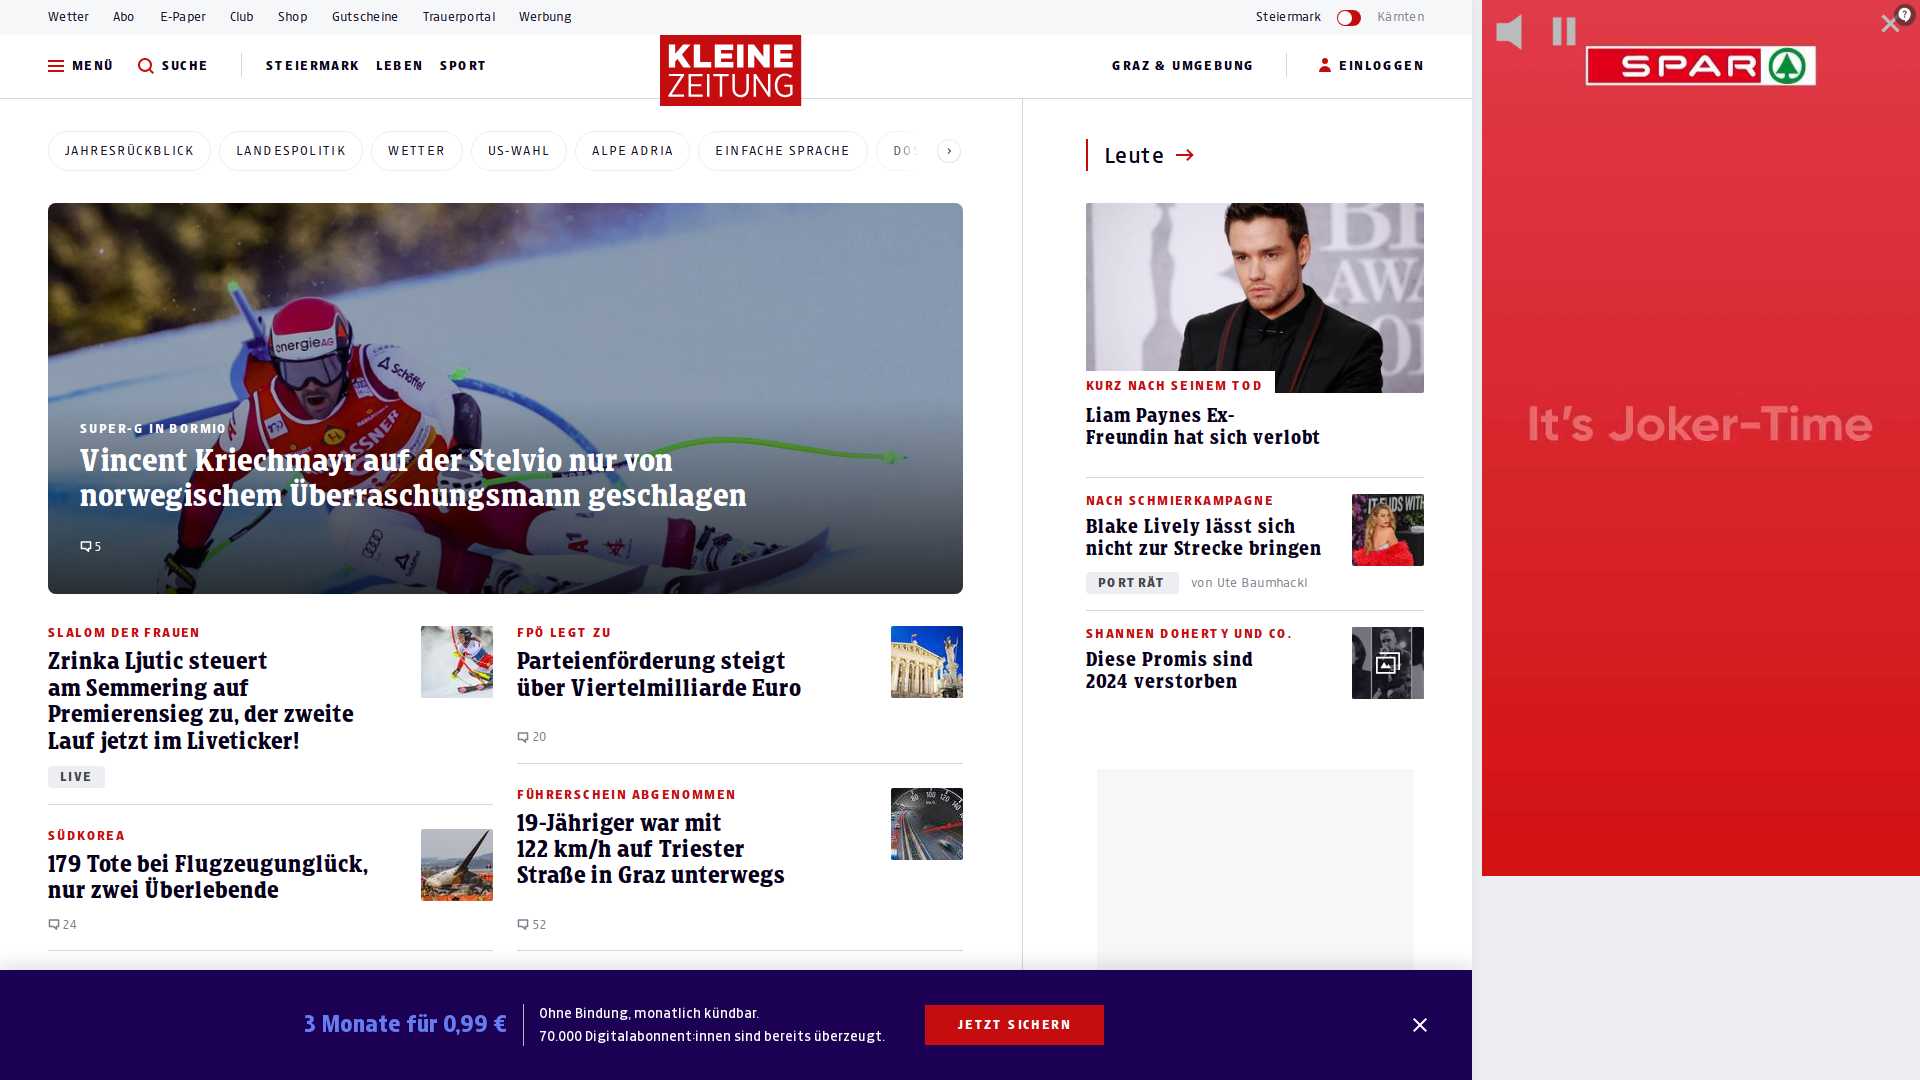 Wetter Abo E-Paper Club Shop Gutscheine Trauerportal Werbung
Steiermark Kärnten
MENÜ SUCHE STEIERMARK LEBEN SPORT
KLEINE
ZEITUNG
GRAZ & UMGEBUNG EINLOGGEN
JAHRESRÜCKBLICK LANDESPOLITIK WETTER US-WAHL ALPE ADRIA EINFACHE SPRACHE
energieAG
Schöffel
SUPER-G IN BORMIO
Vincent Kriechmayr auf der Stelvio nur von
norwegischem Überraschungsmann geschlagen
5
SLALOM DER FRAUEN
Zrinka Ljutic steuert
am Semmering auf
Premierensieg zu, der zweite
Lauf jetzt im Liveticker!
LIVE
SÜDKOREA
179 Tote bei Flugzeugunglück,
nur zwei Überlebende
24
FPÖ LEGT ZU
Parteienförderung steigt
über Viertelmilliarde Euro
20
FÜHRERSCHEIN ABGENOMMEN
19-Jähriger war mit
122 km/h auf Triester
Straße in Graz unterwegs
52
Leute
KURZ NACH SEINEM TOD
Liam Paynes Ex-
Freundin hat sich verlobt
NACH SCHMIERKAMPAGNE
Blake Lively lässt sich
nicht zur Strecke bringen
PORTRÄT von Ute Baumhackl
SHANNEN DOHERTY UND CO.
Diese Promis sind
2024 verstorben
SPAR
It's Joker-Time
3 Monate für 0,99 €
Ohne Bindung, monatlich kündbar.
70.000 Digitalabonnent:innen sind bereits überzeugt.
JETZT SICHERN